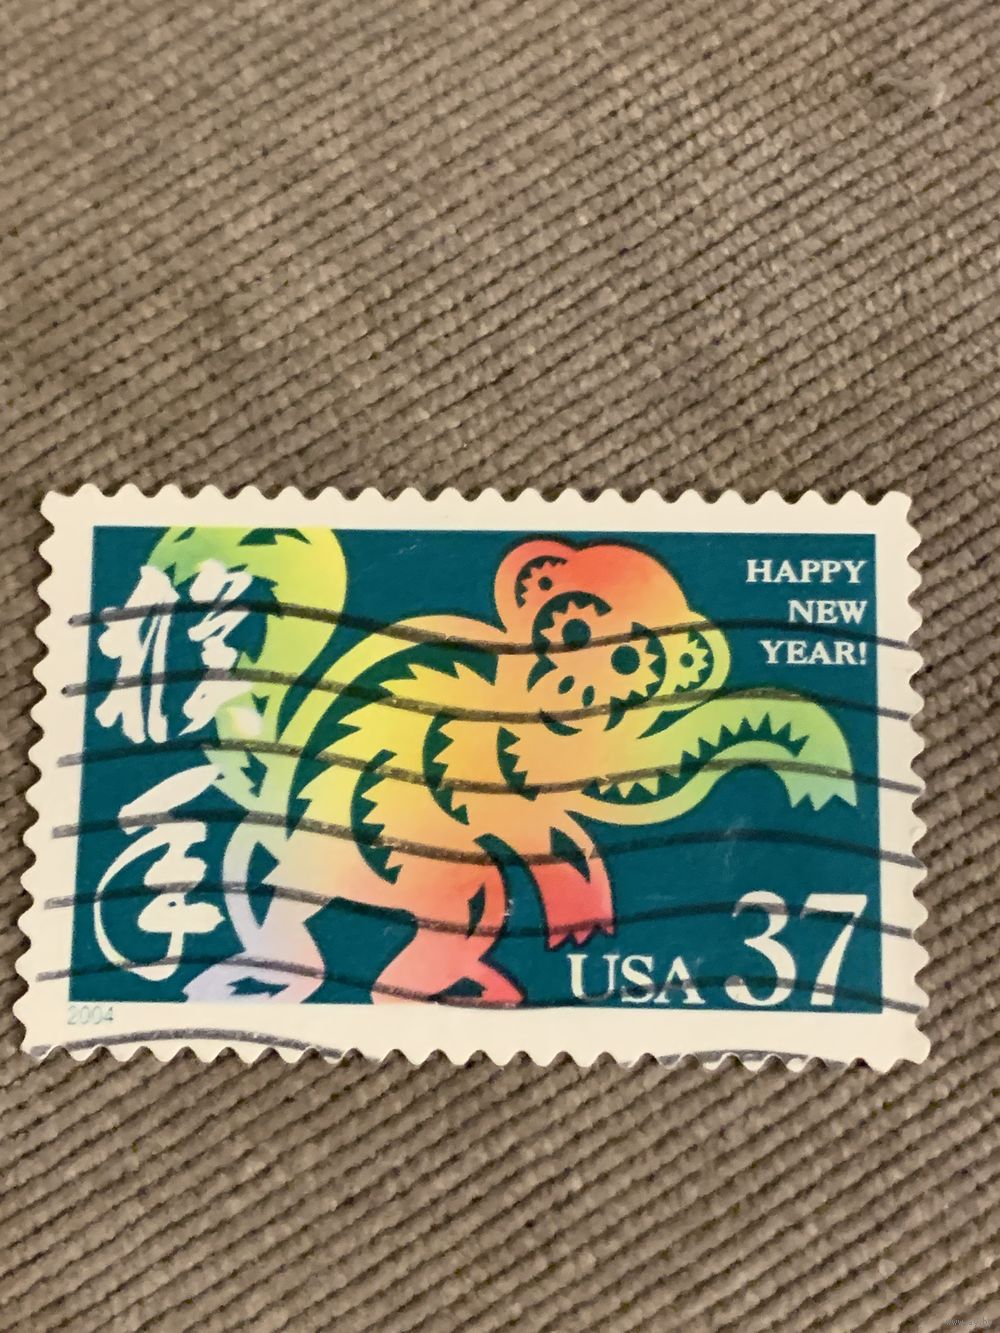 猴
年
HAPPY
NEW
YEAR!
USA 37
2004